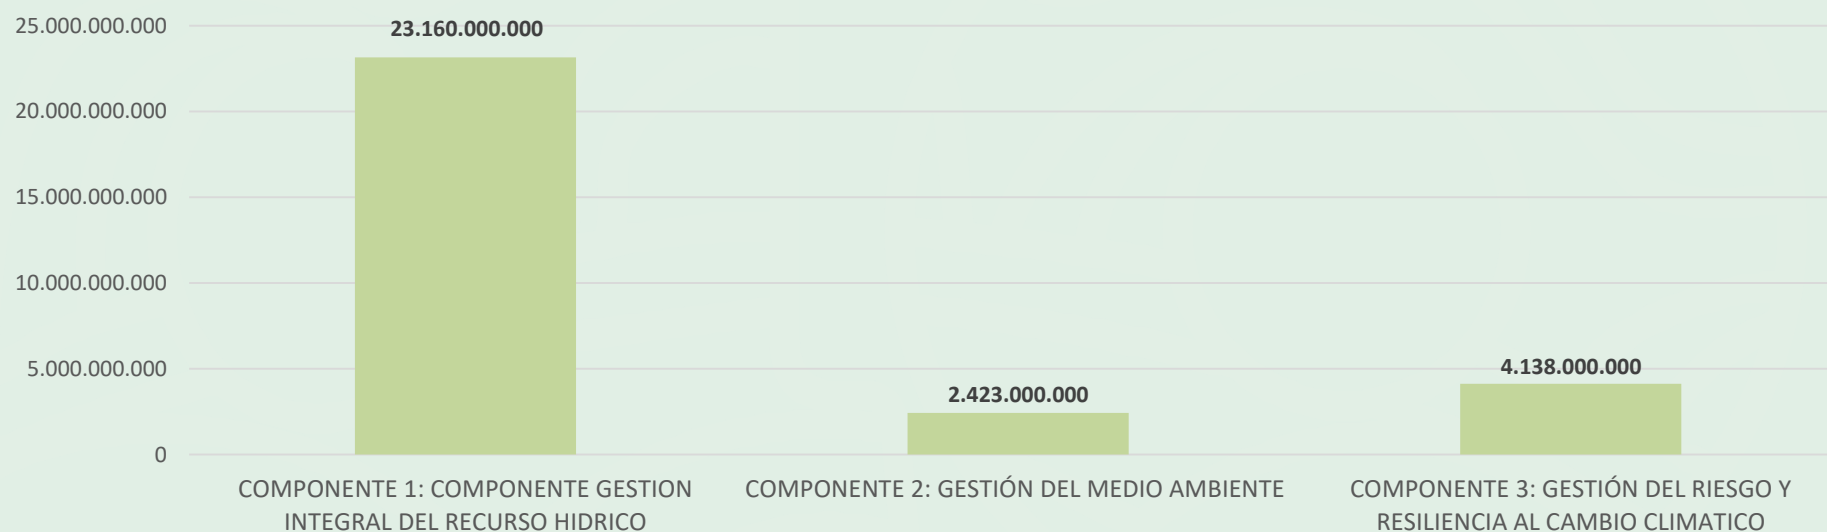 25.000.000.000
23.160.000.000
20.000.000.000
15.000.000.000
10.000.000.000
5.000.000.000
4.138.000.000
2.423.000.000
0
COMPONENTE 1: COMPONENTE GESTION
INTEGRAL DEL RECURSO HIDRICO
COMPONENTE 2: GESTIÓN DEL MEDIO AMBIENTE
COMPONENTE 3: GESTIÓN DEL RIESGO Y
RESILIENCIA AL CAMBIO CLIMATICO